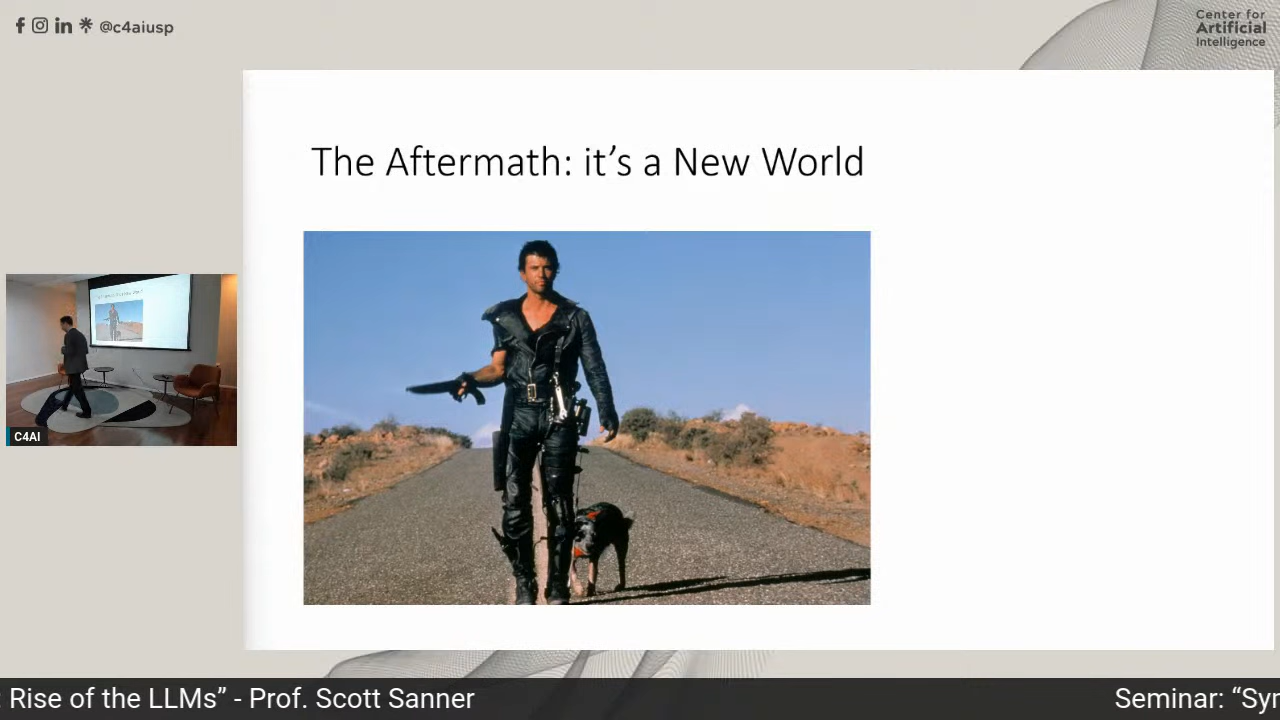 @c4aiusp
Center for
Artificial
Intelligence
The Aftermath: it’s a New World
C4AI
: Rise of the LLMs” - Prof. Scott Sanner
Seminar: “Syn